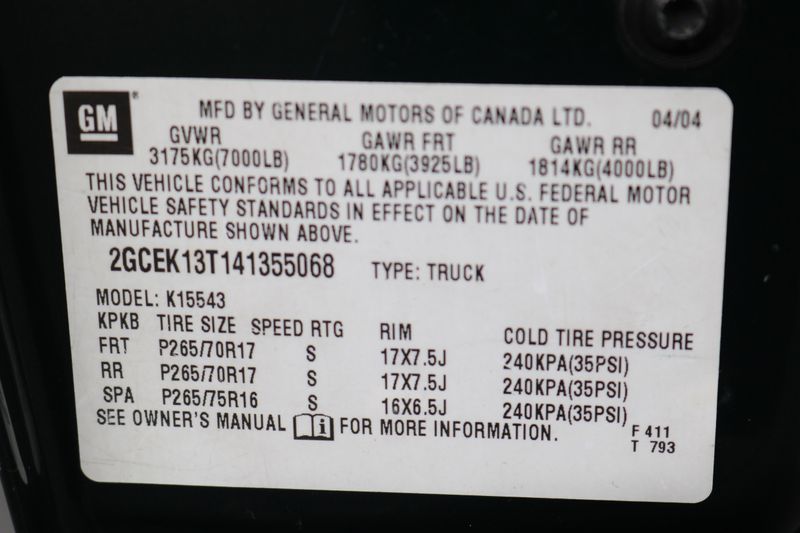 GM ®
MFD BY GENERAL MOTORS OF CANADA LTD. 04/04
GVWR GAWR FRT GAWR RR
3175KG(7000LB) 1780KG(3925LB) 1814KG(4000LB)
THIS VEHICLE CONFORMS TO ALL APPLICABLE U.S. FEDERAL MOTOR
VEHICLE SAFETY STANDARDS IN EFFECT ON THE DATE OF
MANUFACTURE SHOWN ABOVE.
2GCEK13T141355068 TYPE: TRUCK
MODEL: K15543
KPKB TIRE SIZE SPEED RTG RIM COLD TIRE PRESSURE
FRT P265/70R17 S 17X7.5J 240KPA(35PSI)
RR P265/70R17 S 17X7.5J 240KPA(35PSI)
SPA P265/75R16 S 16X6.5J 240KPA(35PSI)
SEE OWNER'S MANUAL i FOR MORE INFORMATION.
F 411
T 793